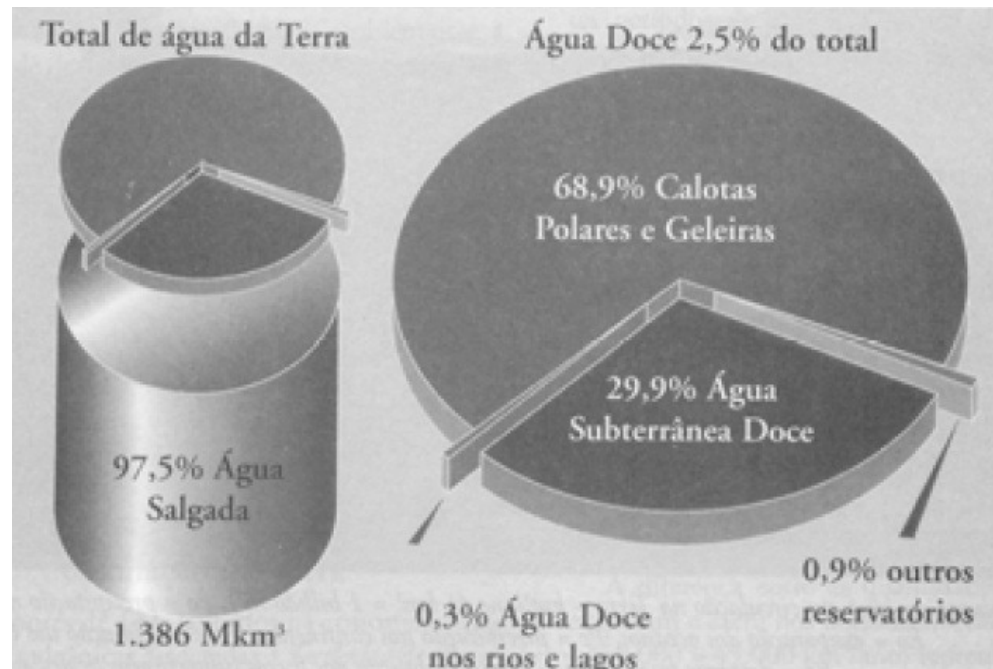 Total de água da Terra
Água Doce 2,5% do total
68,9% Calotas
Polares e Geleiras
29,9% Água
Subterrânea Doce
97,5% Água
Salgada
1.386 Mkm³
0,3% Água Doce
nos rios e lagos
0,9% outros
reservatórios